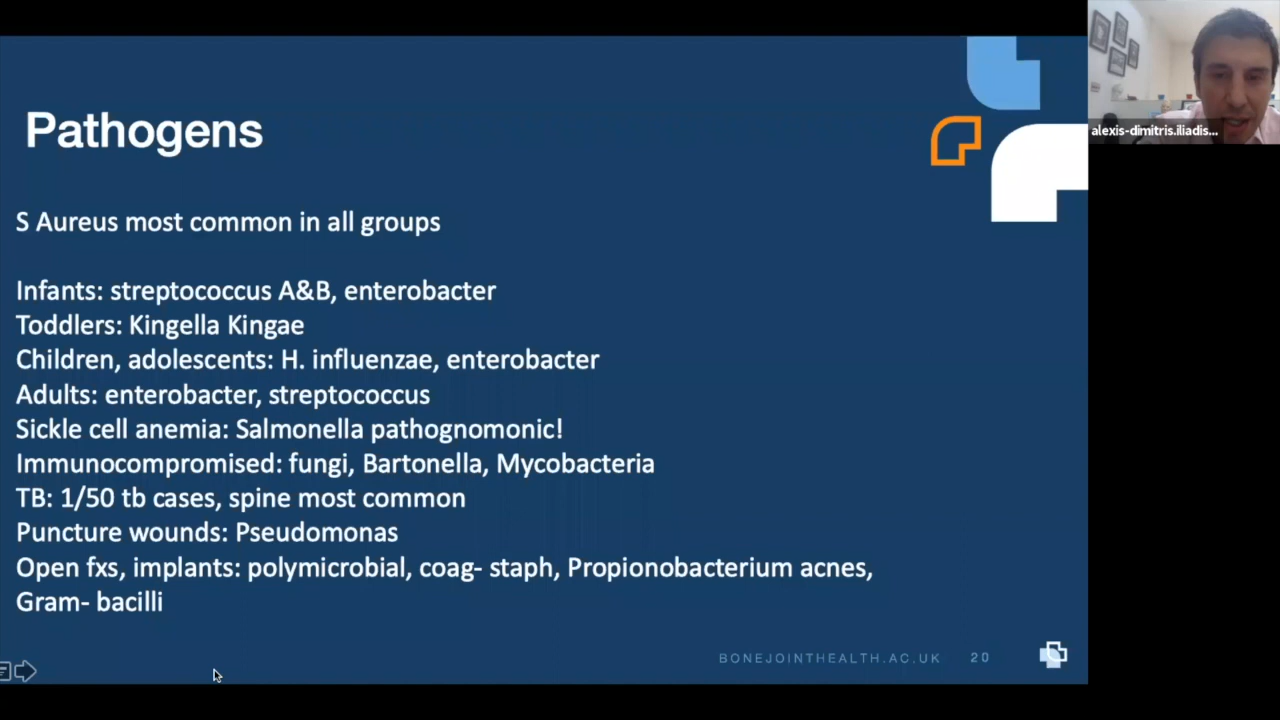 Pathogens
alexis-dimitris.iliadis...
S Aureus most common in all groups
Infants: streptococcus A&B, enterobacter
Toddlers: Kingella Kingae
Children, adolescents: H. influenzae, enterobacter
Adults: enterobacter, streptococcus
Sickle cell anemia: Salmonella pathognomonic!
Immunocompromised: fungi, Bartonella, Mycobacteria
TB: 1/50 tb cases, spine most common
Puncture wounds: Pseudomonas
Open fxs, implants: polymicrobial, coag- staph, Propionobacterium acnes,
Gram- bacilli
BONEJOINTHEALTH.AC.UK 20